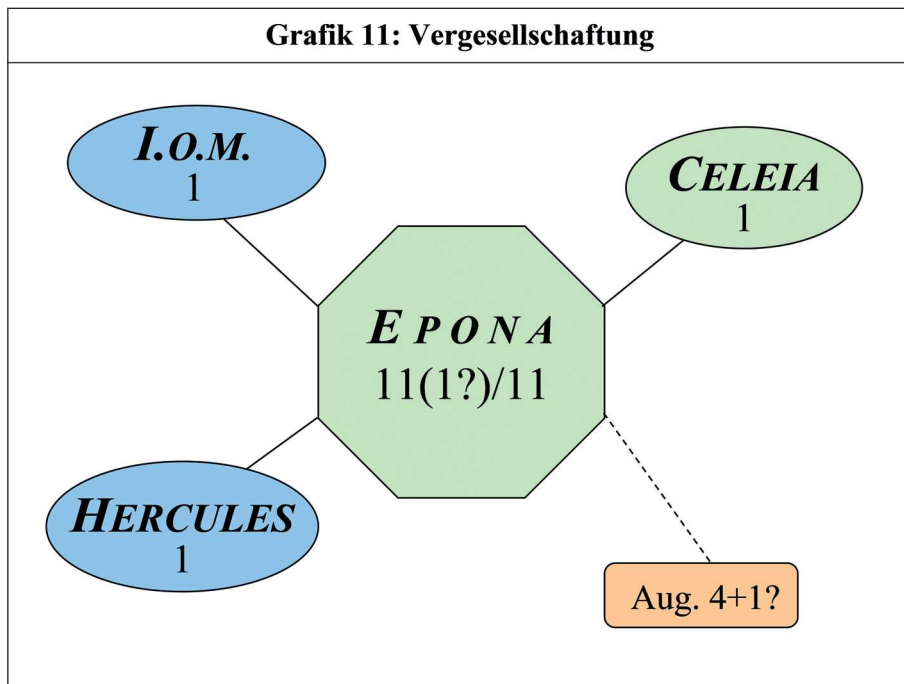 Grafik 11: Vergesellschaftung
I.O.M.
1
CELEIA
1
EPONA
11(1?)/11
HERCULES
1
Aug. 4+1?